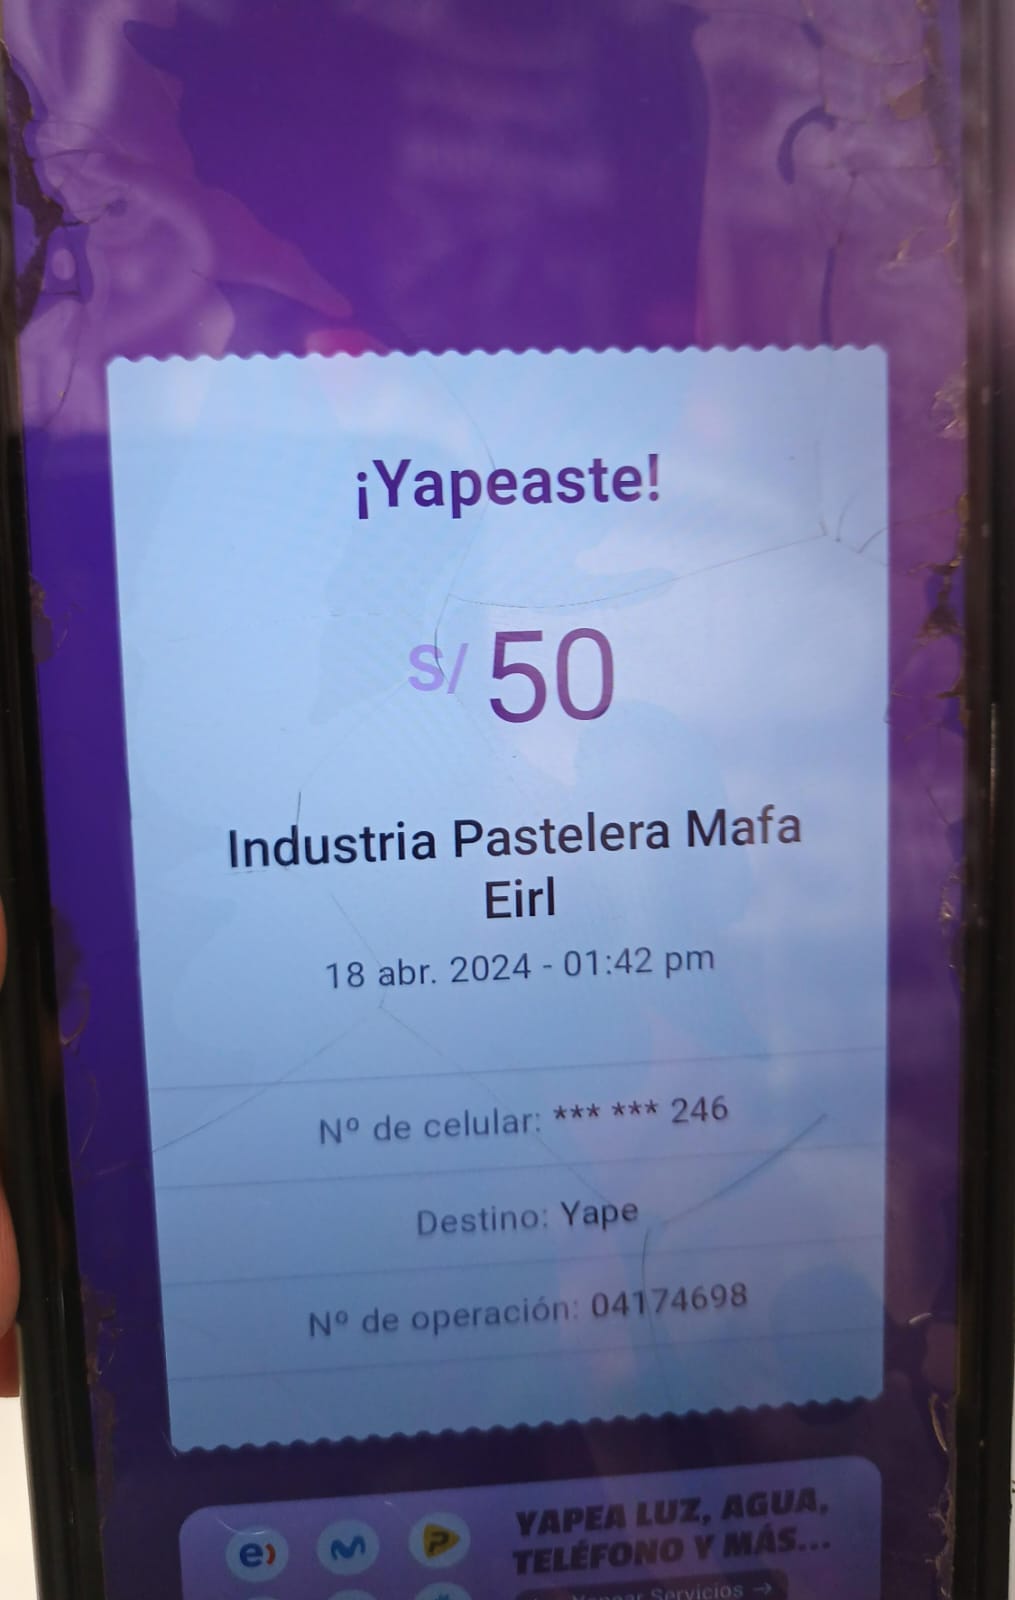 ¡Yapeaste!
S/ 50
Industria Pastelera Mafa
Eirl
18 abr. 2024 - 01:42 pm
Nº de celular: *** *** 246
Destino: Yape
Nº de operación: 04174698
YAPEA LUZ, AGUA,
TELÉFONO Y MÁS...
Servicios →